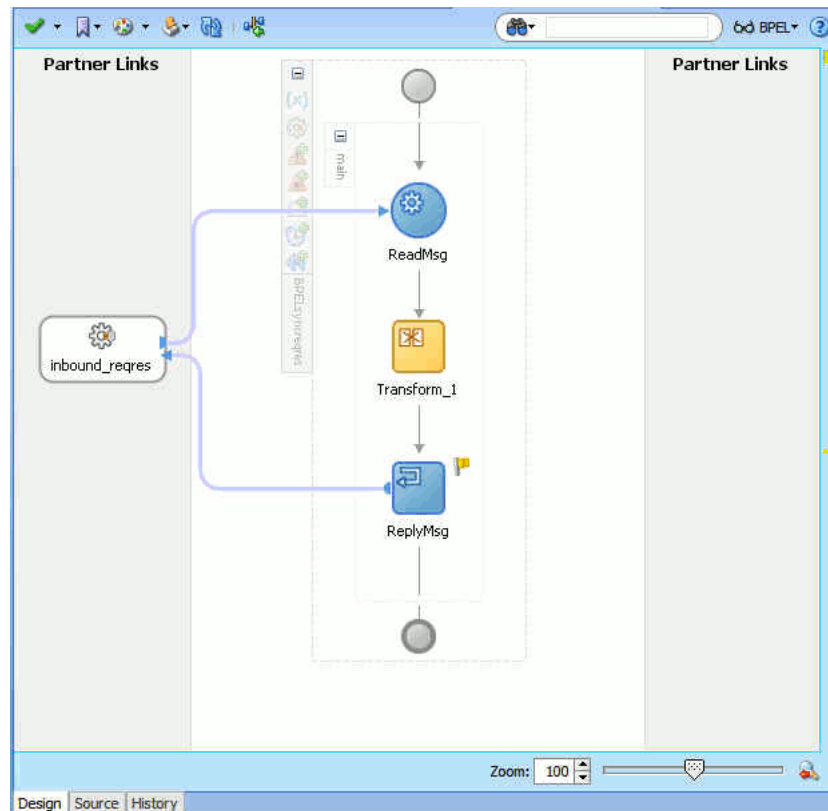 BPEL
Partner Links
Partner Links
main
ReadMsg
BPELsyncreqres
inbound_reqres
Transform_1
ReplyMsg
Zoom: 100
Design Source History